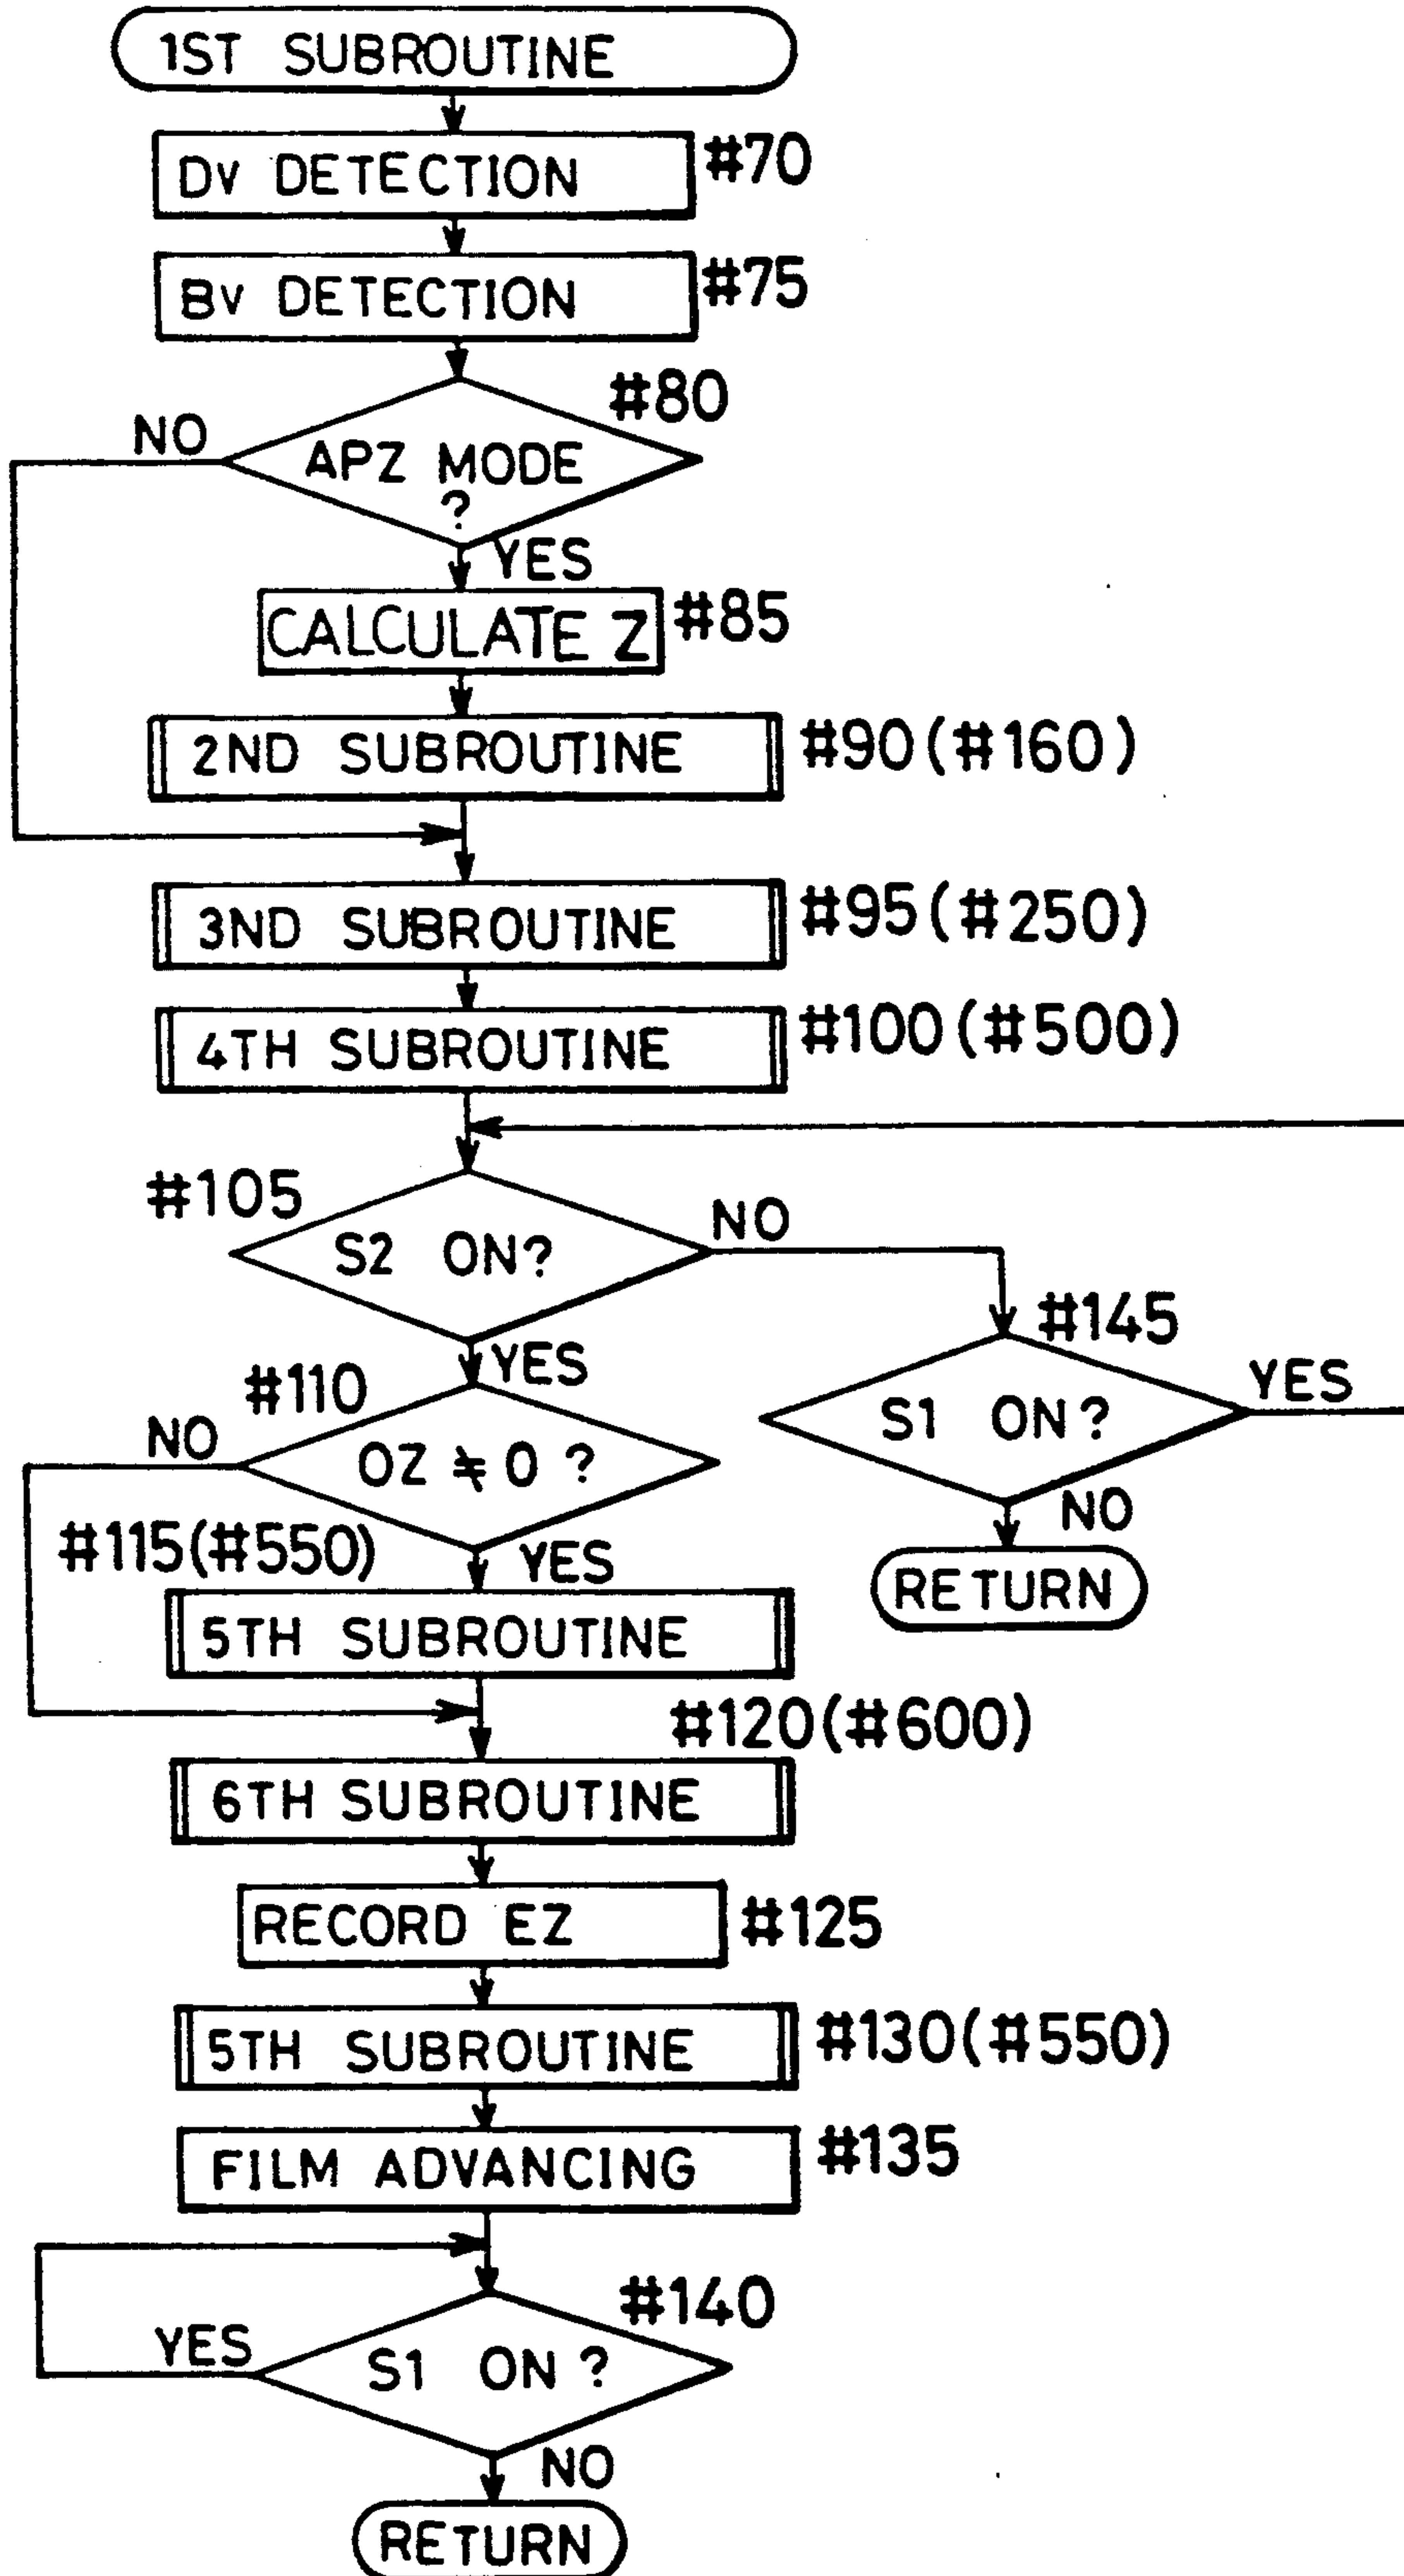 1ST SUBROUTINE
DV DETECTION #70
BV DETECTION #75
#80
NO
APZ MODE
?
YES
CALCULATE Z #85
2ND SUBROUTINE #90(#160)
3ND SUBROUTINE #95(#250)
4TH SUBROUTINE #100(#500)
#105
S2 ON?
NO
#145
YES
#110
S1 ON?
YES
NO
OZ ≠ 0 ?
NO
#115(#550)
YES
RETURN
5TH SUBROUTINE
#120(#600)
6TH SUBROUTINE
RECORD EZ #125
5TH SUBROUTINE #130(#550)
FILM ADVANCING #135
#140
YES
S1 ON ?
NO
RETURN